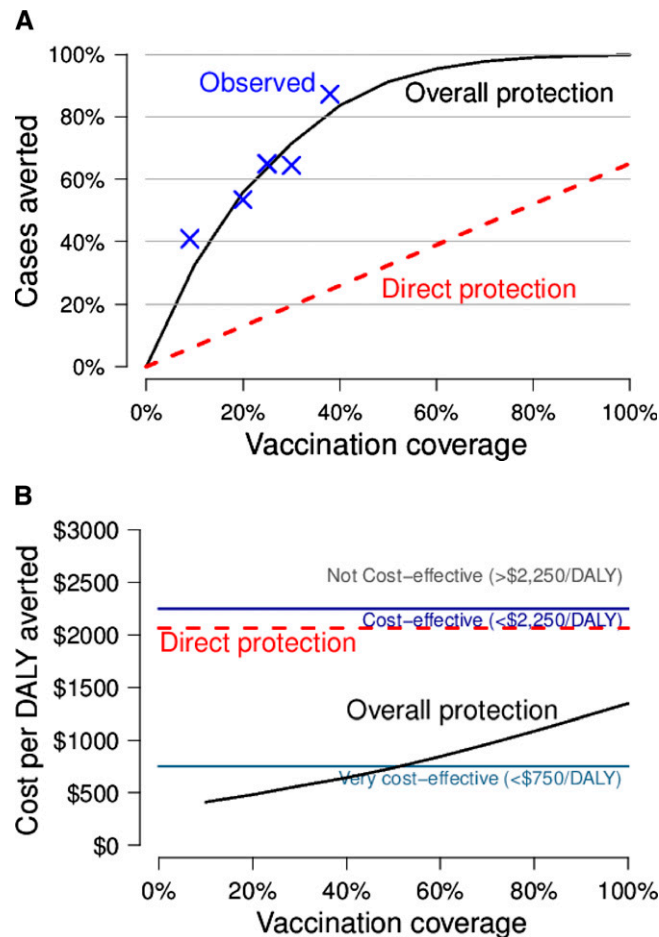 A
100%
80%
60%
40%
20%
0%
Cases averted
Observed
Overall protection
Direct protection
0% 20% 40% 60% 80% 100%
Vaccination coverage
B
$3000
$2500
$2000
$1500
$1000
$500
$0
Cost per DALY averted
Not Cost-effective (>$2,250/DALY)
Cost-effective (<$2,250/DALY)
Direct protection
Overall protection
Very cost-effective (<$750/DALY)
0% 20% 40% 60% 80% 100%
Vaccination coverage